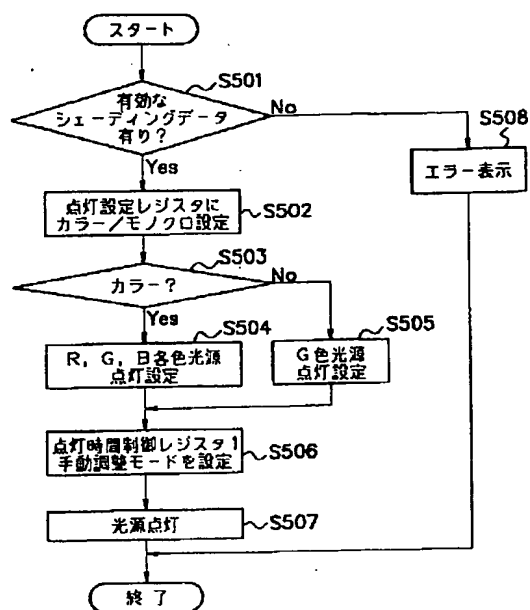 スタート
S501
有効な
シェーディングデータ
有り?
No
Yes
S508
エラー表示
点灯設定レジスタに
カラー/モノクロ設定
S502
S503
カラー?
No
Yes
S504
R, G, B各色光源
点灯設定
S505
G色光源
点灯設定
点灯時間制御レジスタ1
手動調整モードを設定
S506
光源点灯
S507
終了